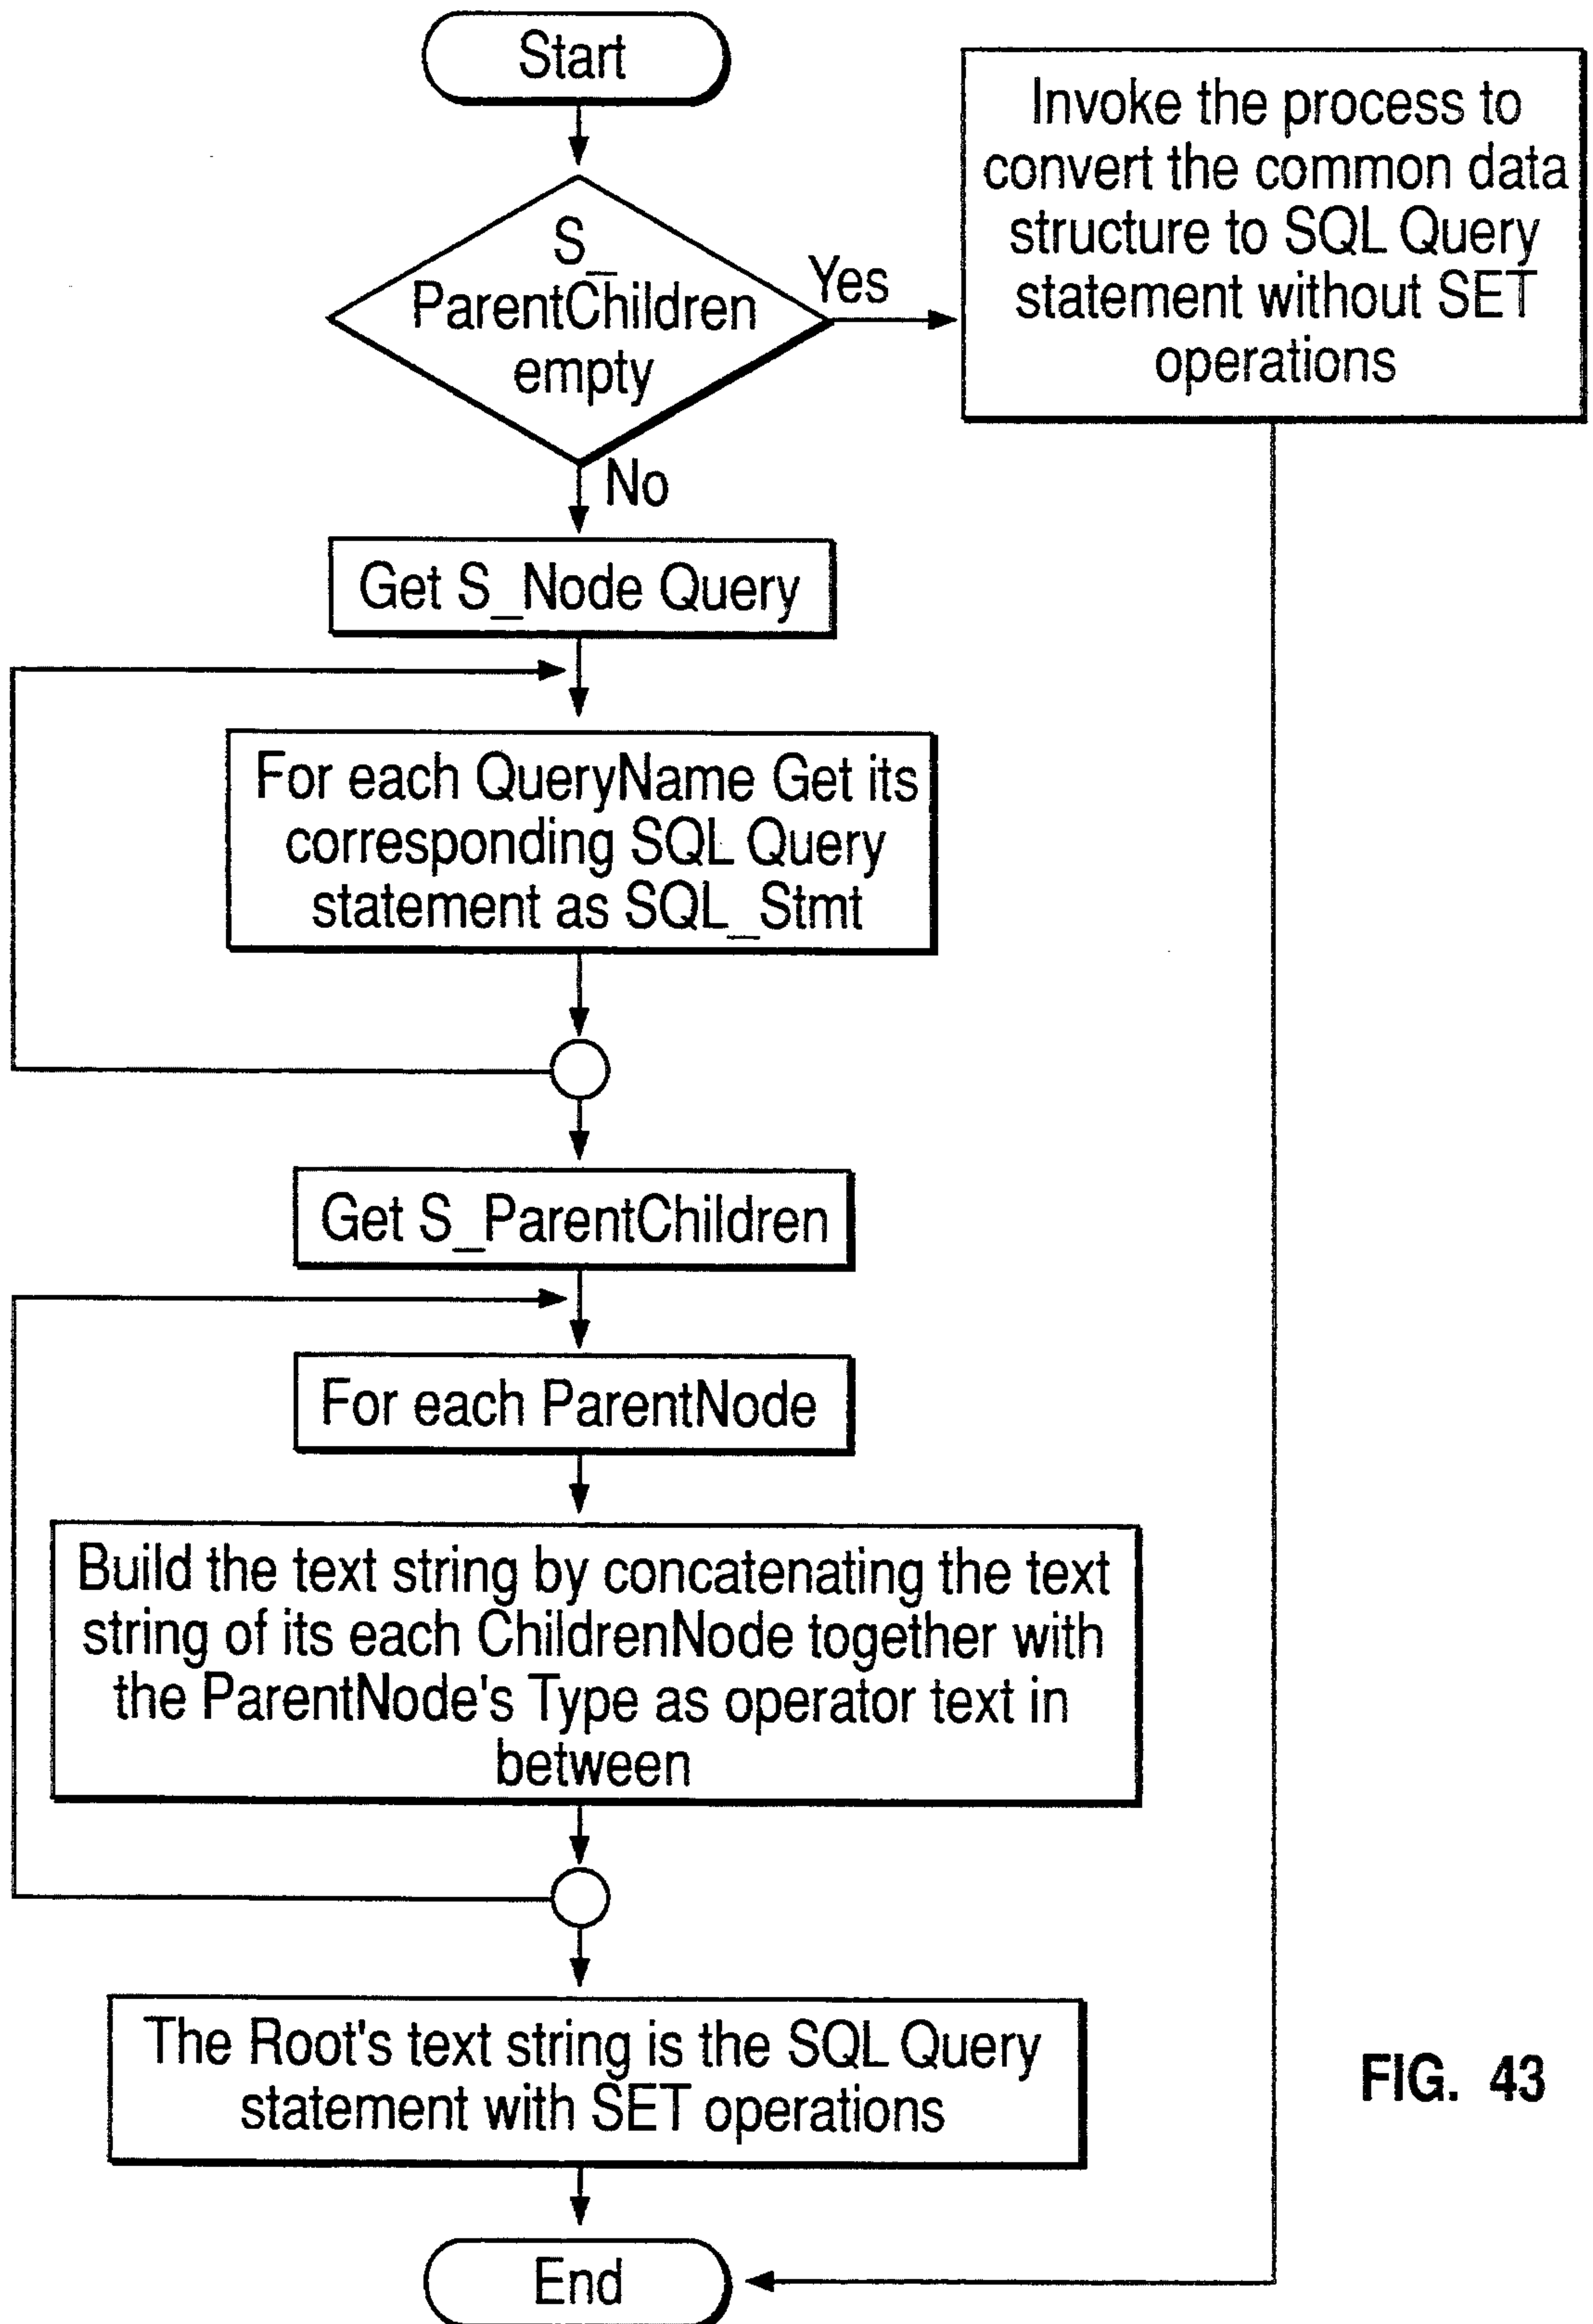 Start
S_
ParentChildren
empty
Yes
Invoke the process to
convert the common data
structure to SQL Query
statement without SET
operations
No
Get S_Node Query
For each QueryName Get its
corresponding SQL Query
statement as SQL_Stmt
Get S_ParentChildren
For each ParentNode
Build the text string by concatenating the text
string of its each ChildrenNode together with
the ParentNode's Type as operator text in
between
The Root's text string is the SQL Query
statement with SET operations
End
FIG. 43